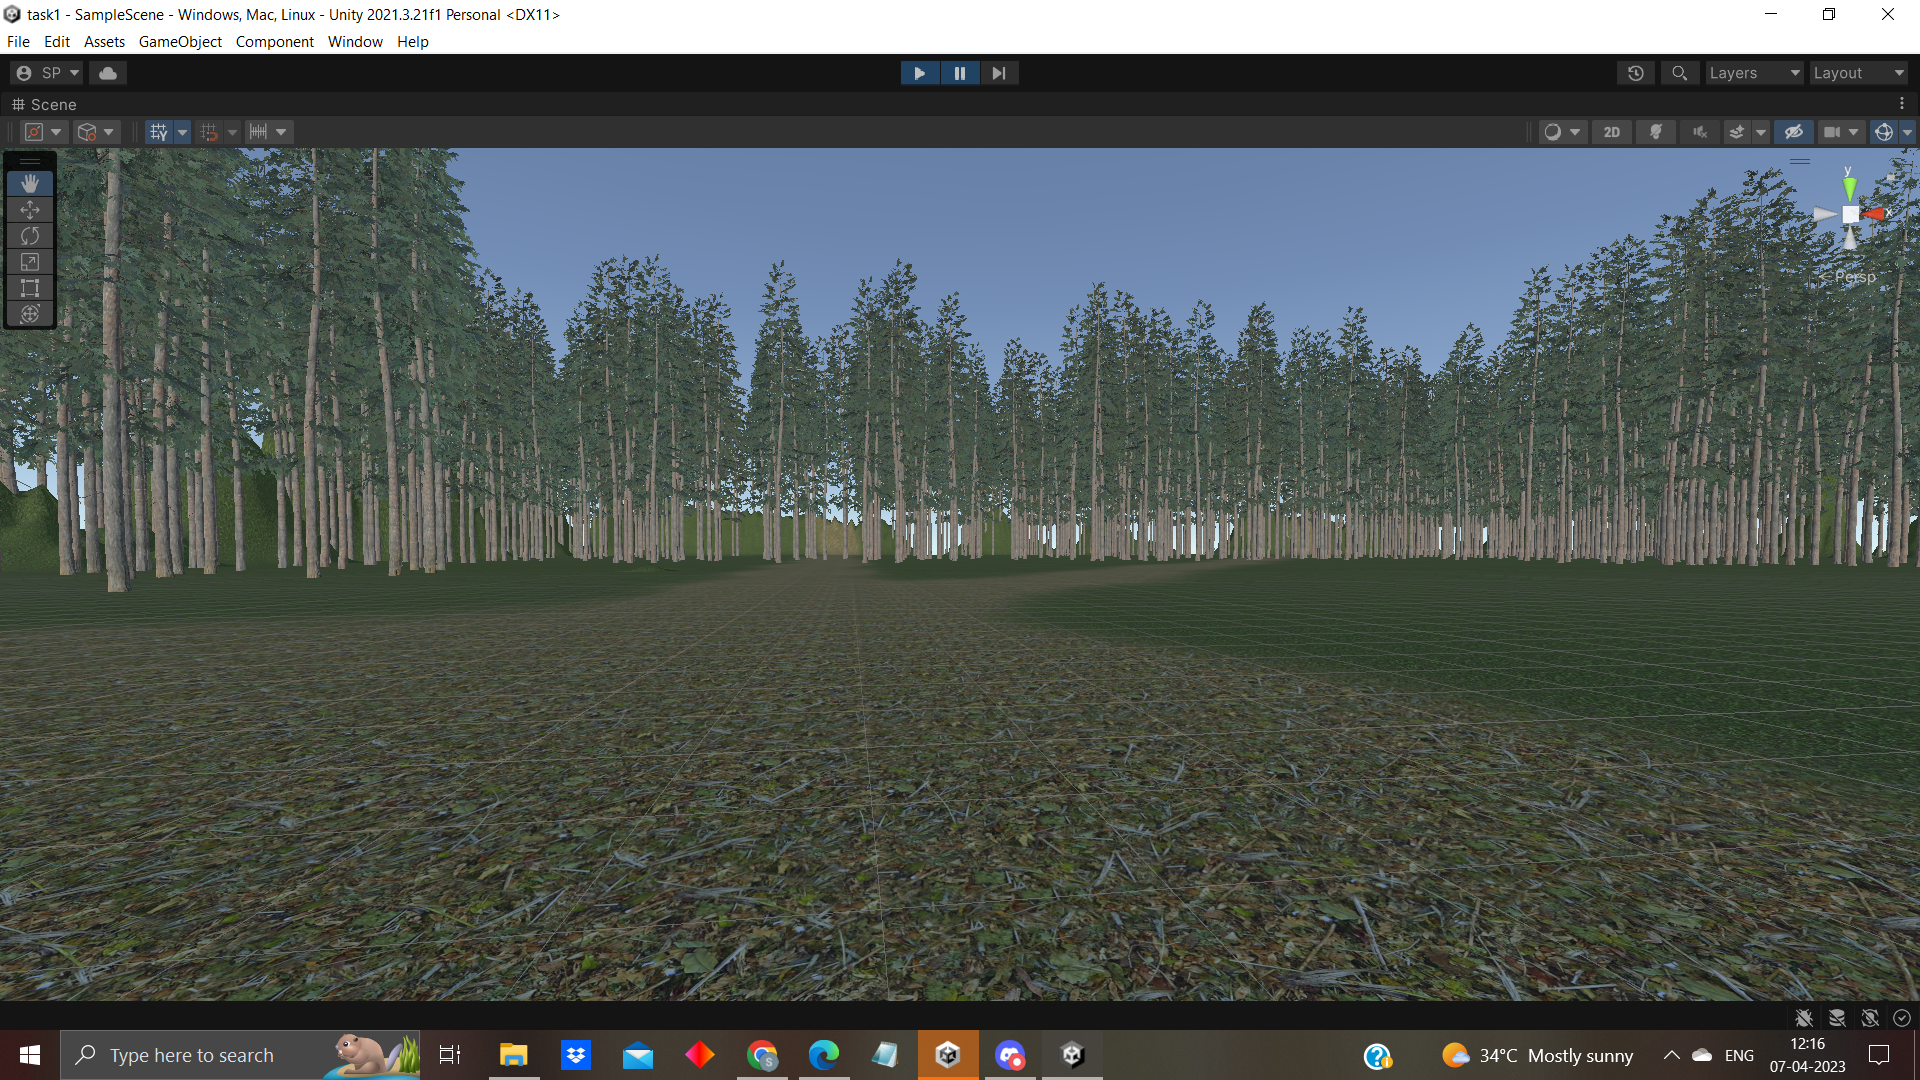 task1 - SampleScene - Windows, Mac, Linux - Unity 2021.3.21f1 Personal <DX11>
File Edit Assets GameObject Component Window Help
SP Layers Layout
Scene
2D
y
x
< Persp
Type here to search
S
34°C Mostly sunny
ENG
12:16
07-04-2023